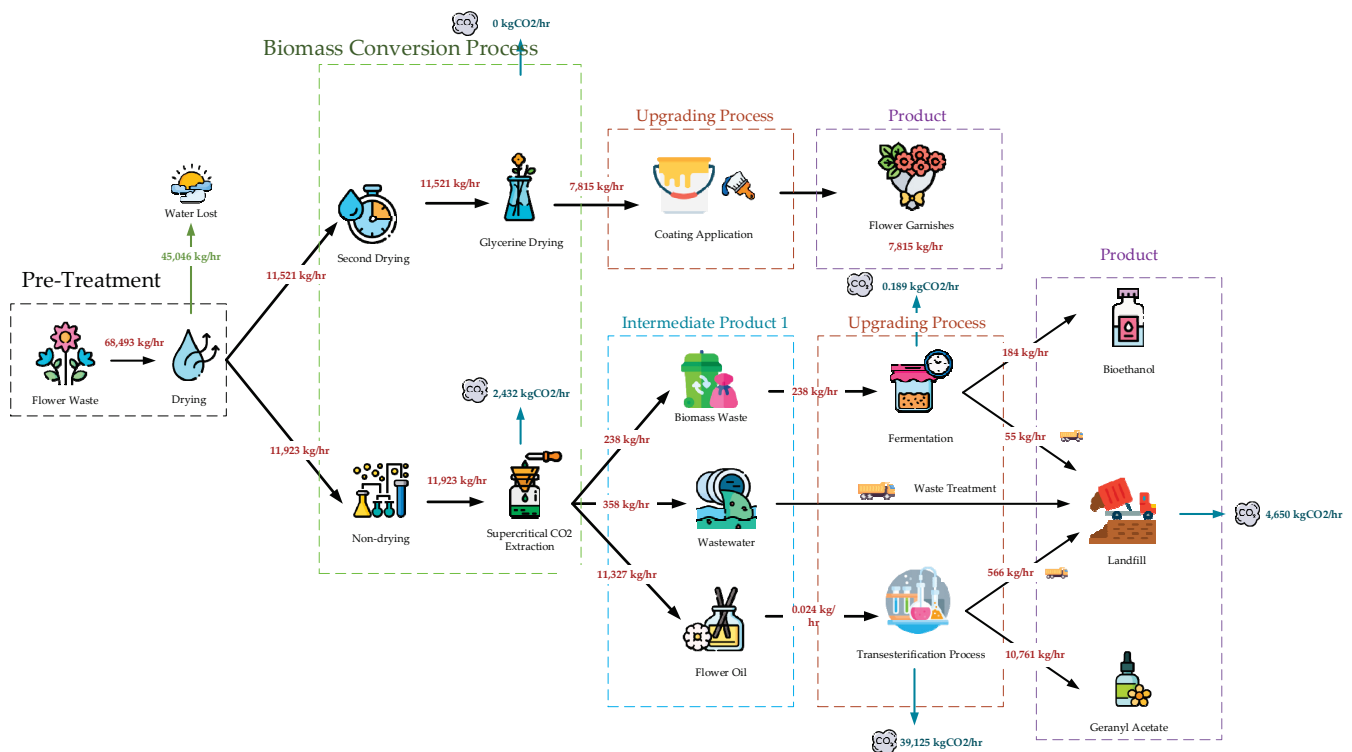 CO₂ 0 kgCO2/hr
Biomass Conversion Process
Upgrading Process
Product
Water Lost
45,046 kg/hr
11,521 kg/hr
Second Drying
11,521 kg/hr
Glycerine Drying
7,815 kg/hr
Coating Application
Flower Garnishes
7,815 kg/hr
Pre-Treatment
Flower Waste
68,493 kg/hr
Drying
11,923 kg/hr
CO₂ 2,432 kgCO2/hr
Non-drying
11,923 kg/hr
Supercritical CO2
Extraction
Intermediate Product 1
238 kg/hr
Biomass Waste
358 kg/hr
Wastewater
11,327 kg/hr
Flower Oil
CO₂ 0.189 kgCO2/hr
Upgrading Process
238 kg/hr
Fermentation
Waste Treatment
0.024 kg/
hr
Transesterification Process
CO₂ 39,125 kgCO2/hr
Product
184 kg/hr
Bioethanol
55 kg/hr
Landfill
CO₂ 4,650 kgCO2/hr
566 kg/hr
10,761 kg/hr
Geranyl Acetate